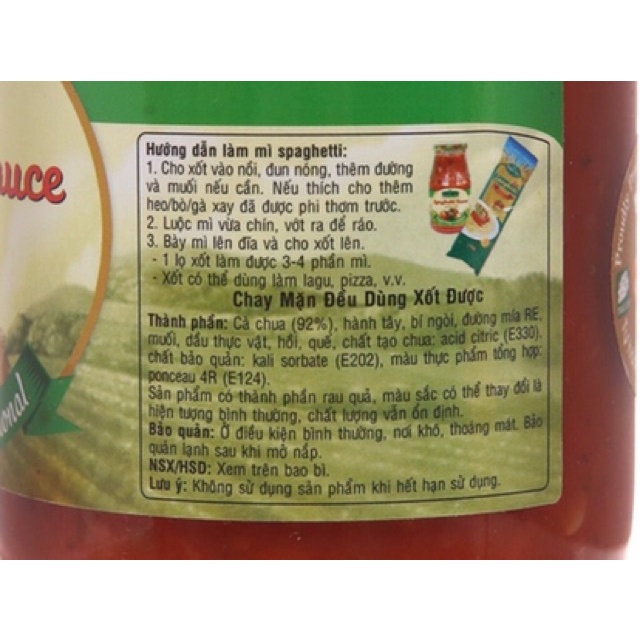 uce
onal
Hướng dẫn làm mì spaghetti:
1. Cho xốt vào nồi, đun nóng, thêm đường
và muối nếu cần. Nếu thích cho thêm
heo/bò/gà xay đã được phi thơm trước.
2. Luộc mì vừa chín, vớt ra để ráo.
3. Bày mì lên đĩa và cho xốt lên.
- 1 lọ xốt làm được 3-4 phần mì.
- Xốt có thể dùng làm lagu, pizza, v.v.
Chay Mặn Đều Dùng Xốt Được
Thành phần: Cà chua (92%), hành tây, bí ngòi, đường mía RE,
muối, dầu thực vật, hồi, quế, chất tạo chua: acid citric (E330),
chất bảo quản: kali sorbate (E202), màu thực phẩm tổng hợp:
ponceau 4R (E124).
Sản phẩm có thành phần rau quả, màu sắc có thể thay đổi là
hiện tượng bình thường, chất lượng vẫn ổn định.
Bảo quản: Ở điều kiện bình thường, nơi khô, thoáng mát. Bảo
quản lạnh sau khi mở nắp.
NSX/HSD: Xem trên bao bì.
Lưu ý: Không sử dụng sản phẩm khi hết hạn sử dụng.
Spaghetti Sauce
Proudly